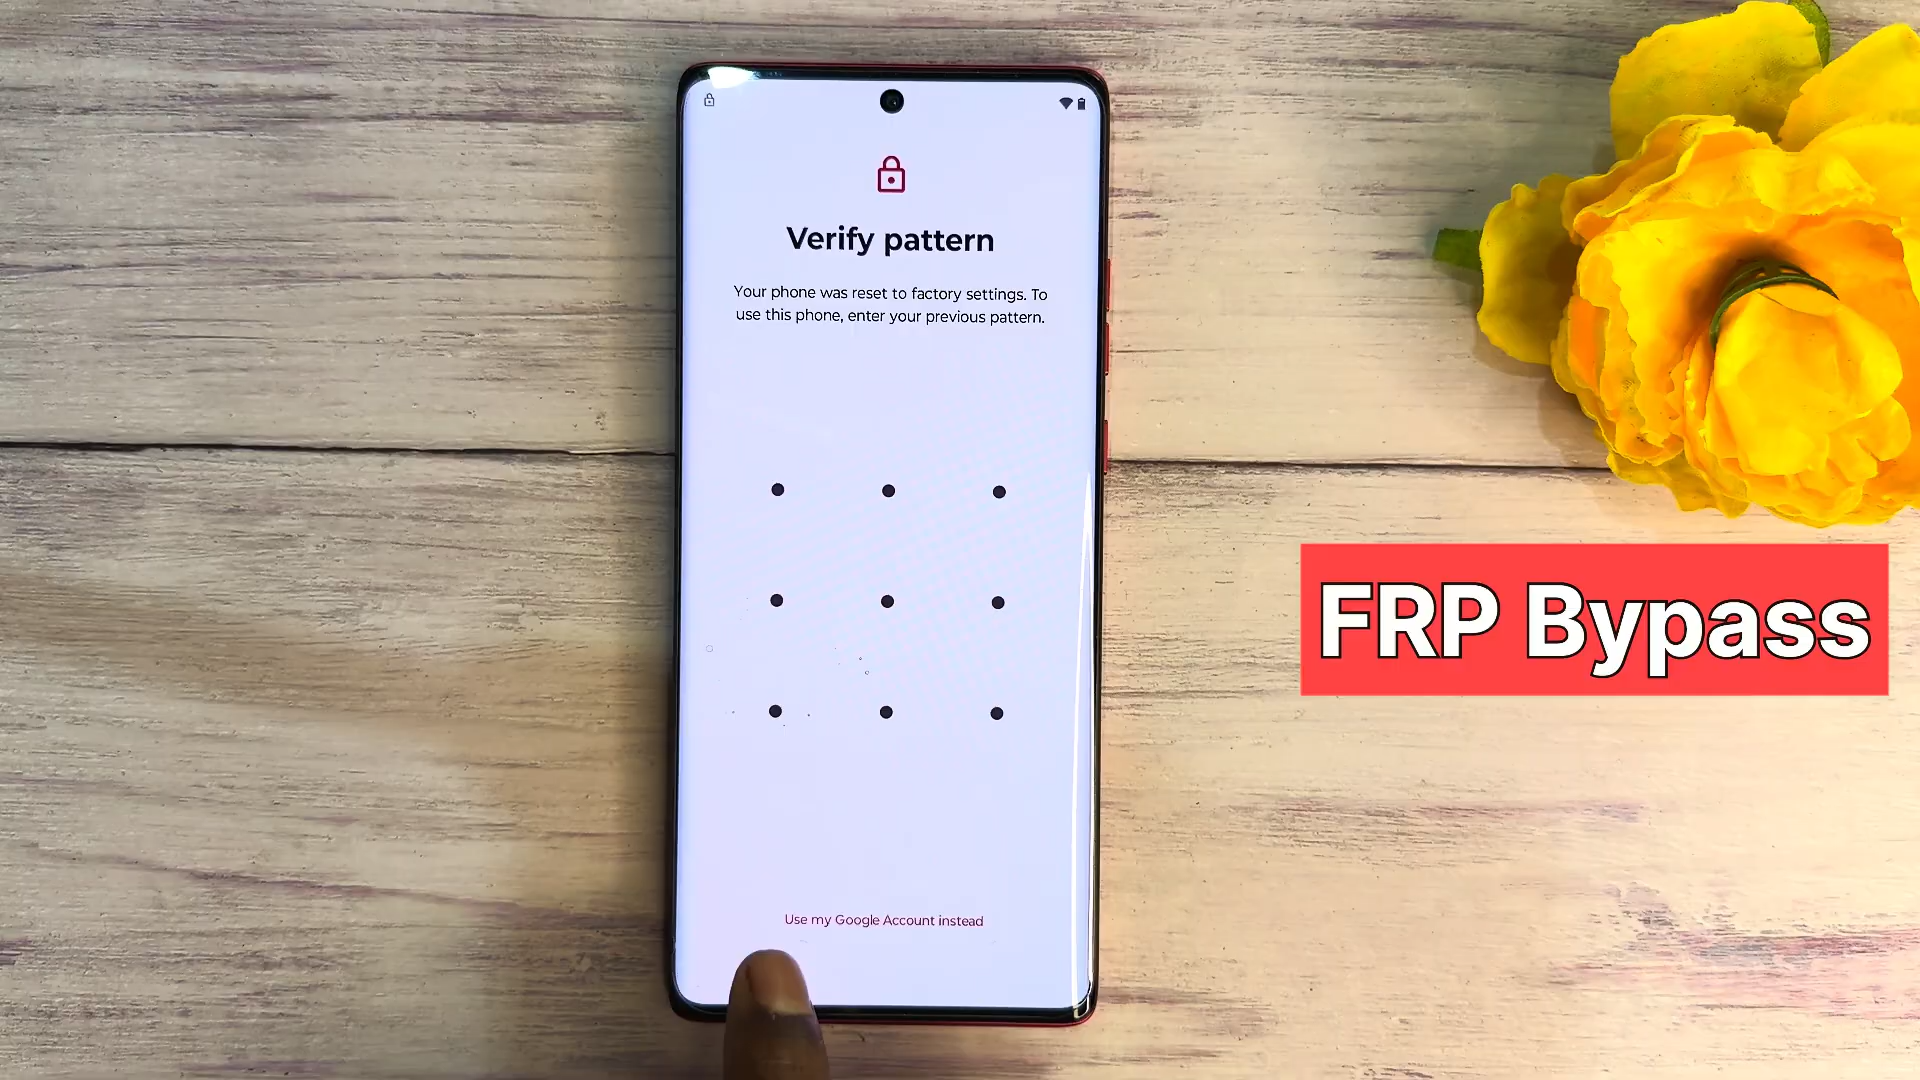 Verify pattern
Your phone was reset to factory settings. To
use this phone, enter your previous pattern.
Use my Google Account instead
FRP Bypass